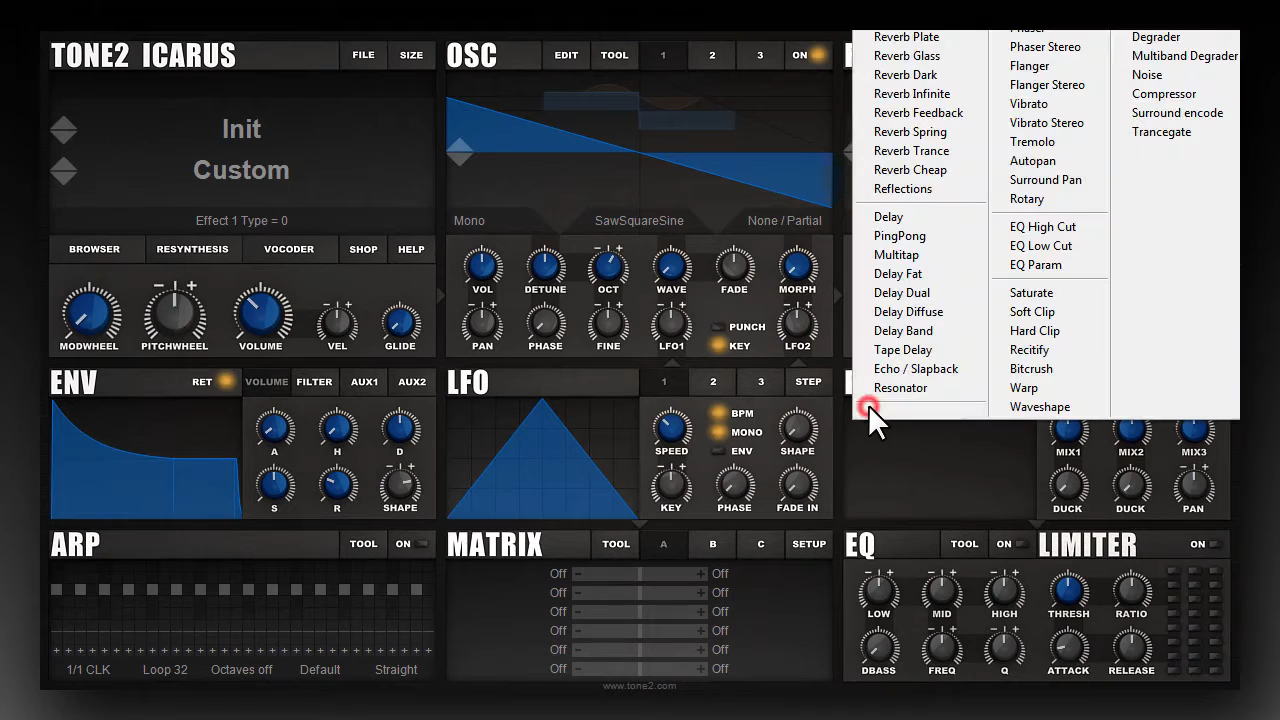 TONE2 ICARUS
FILE
SIZE
Init
Custom
Effect 1 Type = 0
BROWSER
RESYNTHESIS
VOCODER
SHOP
HELP
MODWHEEL
PITCHWHEEL
VOLUME
VEL
GLIDE
OSC
EDIT
TOOL
1
2
3
ON
Mono
SawSquareSine
None / Partial
VOL
DETUNE
OCT
WAVE
FADE
MORPH
PAN
PHASE
FINE
LFO1
PUNCH
KEY
LFO2
Reverb Plate
Reverb Glass
Reverb Dark
Reverb Infinite
Reverb Feedback
Reverb Spring
Reverb Trance
Reverb Cheap
Reflections
Delay
PingPong
Multitap
Delay Fat
Delay Dual
Delay Diffuse
Delay Band
Tape Delay
Echo / Slapback
Resonator
Phaser
Phaser Stereo
Flanger
Flanger Stereo
Vibrato
Vibrato Stereo
Tremolo
Autopan
Surround Pan
Rotary
EQ High Cut
EQ Low Cut
EQ Param
Saturate
Soft Clip
Hard Clip
Rectify
Bitcrush
Warp
Waveshape
Degrader
Multiband Degrader
Noise
Compressor
Surround encode
Trancegate
ENV
RET
VOLUME
FILTER
AUX1
AUX2
A
H
D
S
R
SHAPE
LFO
1
2
3
STEP
BPM
MONO
ENV
SPEED
SHAPE
KEY
PHASE
FADE IN
MIX1
MIX2
MIX3
DUCK
DUCK
PAN
ARP
TOOL
ON
1/1 CLK
Loop 32
Octaves off
Default
Straight
MATRIX
TOOL
A
B
C
SETUP
Off - + Off
Off - + Off
Off - + Off
Off - + Off
Off - + Off
Off - + Off
EQ
TOOL
ON
LOW
MID
HIGH
DBASS
FREQ
Q
LIMITER
ON
THRESH
RATIO
ATTACK
RELEASE
www.tone2.com